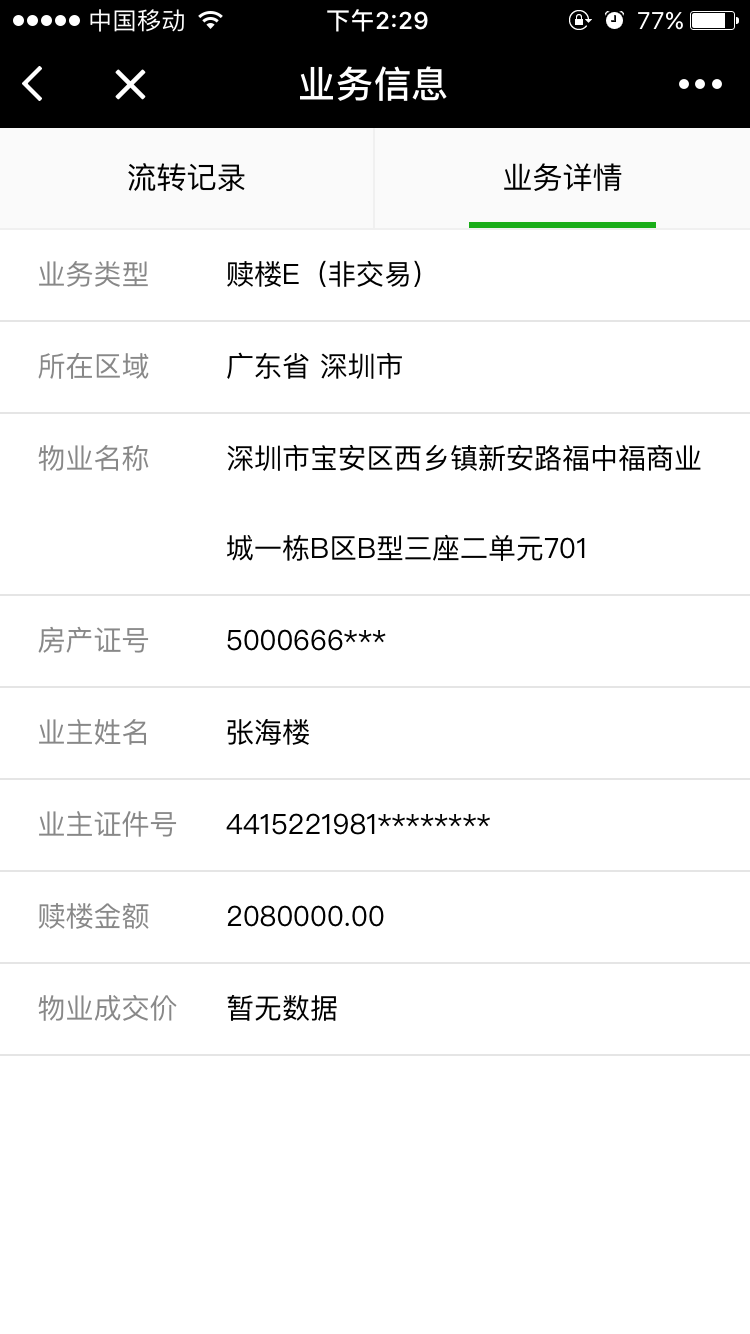 中国移动 下午2:29 77%
业务信息
流转记录 业务详情
业务类型 赎楼E（非交易）
所在区域 广东省 深圳市
物业名称 深圳市宝安区西乡镇新安路福中福商业
城一栋B区B型三座二单元701
房产证号 5000666***
业主姓名 张海楼
业主证件号 4415221981********
赎楼金额 2080000.00
物业成交价 暂无数据